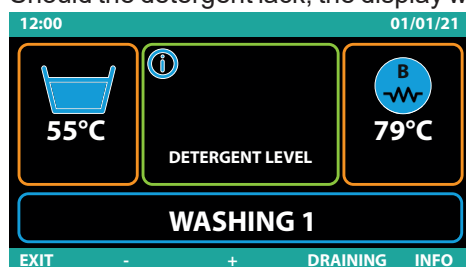 Should the detergent lack, the display w
12:00 01/01/21
i
B
55°C 79°C
DETERGENT LEVEL
WASHING 1
EXIT - + DRAINING INFO